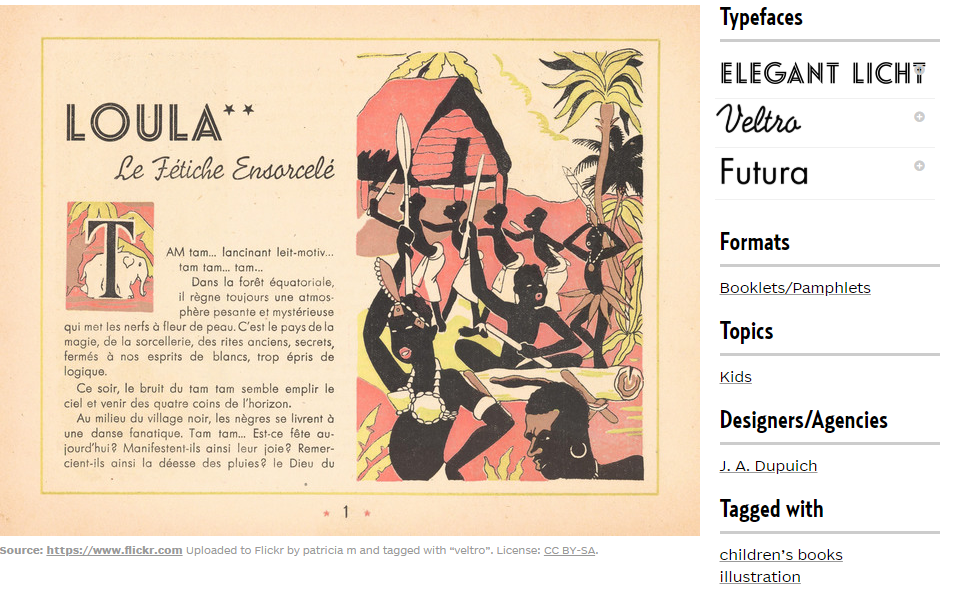 LOULA**
Le Fétiche Ensorcelé
TAM tam... lancinant leit-motiv...
tam tam... tam...
Dans la forêt équatoriale,
il règne toujours une atmos-
phère pesante et mystérieuse
qui met les nerfs à fleur de peau. C'est le pays de la
magie, de la sorcellerie, des rites anciens, secrets,
fermés à nos esprits de blancs, trop épris de
logique.
Ce soir, le bruit du tam tam semble emplir le
ciel et venir des quatre coins de l'horizon.
Au milieu du village noir, les nègres se livrent à
une danse fanatique. Tam tam... Est-ce fête au-
jourd'hui? Manifestent-ils ainsi leur joie? Remer-
cient-ils ainsi la déesse des pluies? le Dieu du
* 1 *
Source: https://www.flickr.com Uploaded to Flickr by patricia m and tagged with “veltro”. License: CC BY-SA.
Typefaces
ELEGANT LICHT
Veltro
Futura
Formats
Booklets/Pamphlets
Topics
Kids
Designers/Agencies
J. A. Dupuich
Tagged with
children’s books
illustration